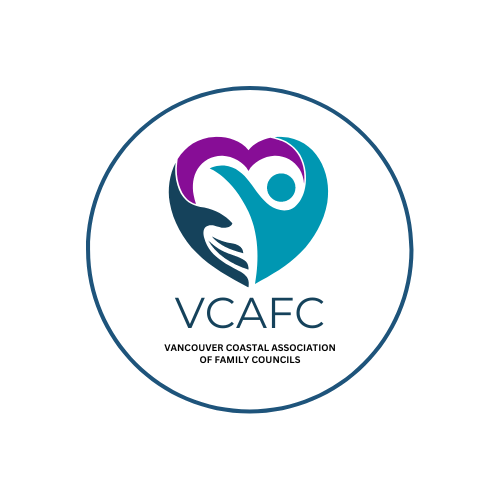 VCAFC
VANCOUVER COASTAL ASSOCIATION
OF FAMILY COUNCILS